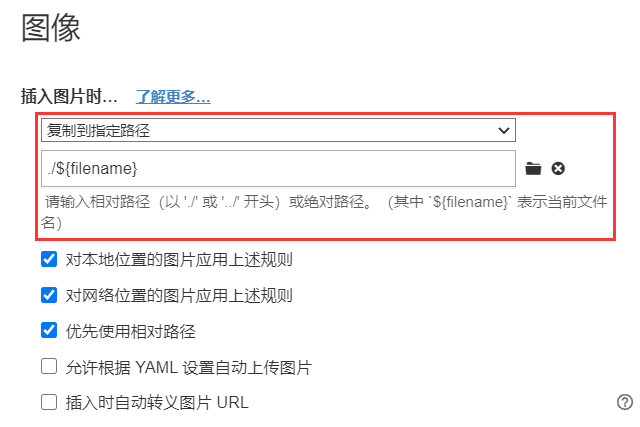 图像
插入图片时... 了解更多...
复制到指定路径
./${filename}
请输入相对路径（以 './' 或 '../' 开头）或绝对路径。（其中 `${filename}` 表示当前文件
名）
对本地位置的图片应用上述规则
对网络位置的图片应用上述规则
优先使用相对路径
允许根据 YAML 设置自动上传图片
插入时自动转义图片 URL